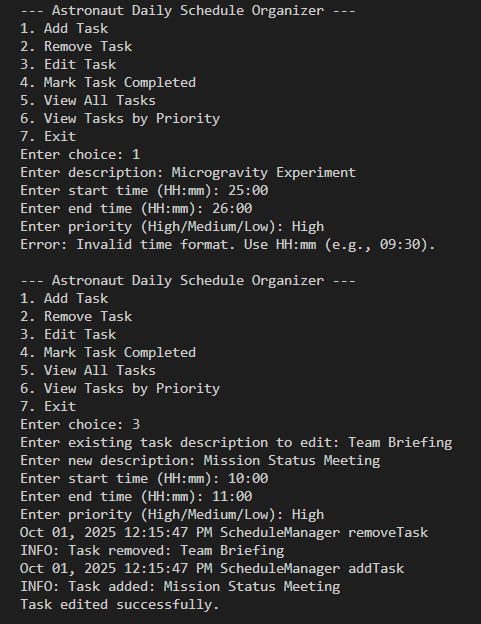 --- Astronaut Daily Schedule Organizer ---
1. Add Task
2. Remove Task
3. Edit Task
4. Mark Task Completed
5. View All Tasks
6. View Tasks by Priority
7. Exit
Enter choice: 1
Enter description: Microgravity Experiment
Enter start time (HH:mm): 25:00
Enter end time (HH:mm): 26:00
Enter priority (High/Medium/Low): High
Error: Invalid time format. Use HH:mm (e.g., 09:30).
--- Astronaut Daily Schedule Organizer ---
1. Add Task
2. Remove Task
3. Edit Task
4. Mark Task Completed
5. View All Tasks
6. View Tasks by Priority
7. Exit
Enter choice: 3
Enter existing task description to edit: Team Briefing
Enter new description: Mission Status Meeting
Enter start time (HH:mm): 10:00
Enter end time (HH:mm): 11:00
Enter priority (High/Medium/Low): High
Oct 01, 2025 12:15:47 PM ScheduleManager removeTask
INFO: Task removed: Team Briefing
Oct 01, 2025 12:15:47 PM ScheduleManager addTask
INFO: Task added: Mission Status Meeting
Task edited successfully.